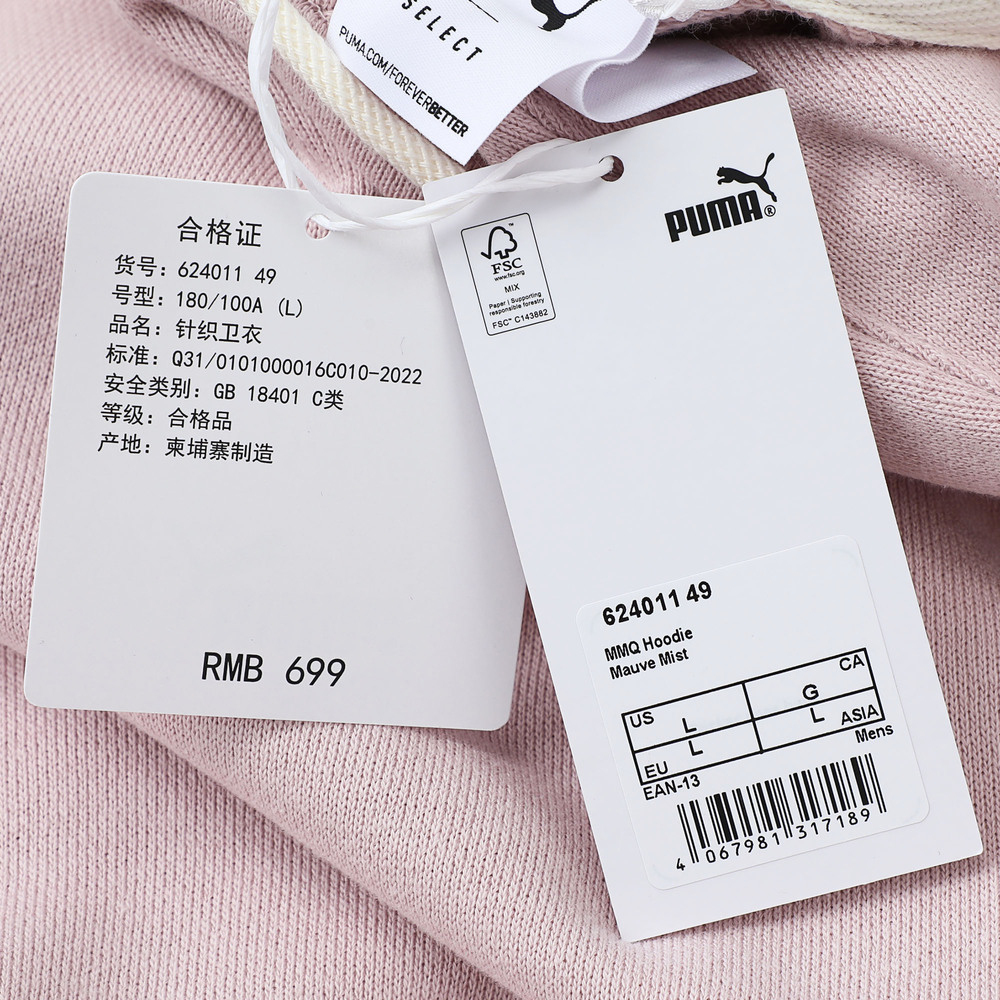 SELECT
PUMA.COM/FOREVERBETTER
合格证
货号：624011 49
号型：180/100A (L)
品名：针织卫衣
标准：Q31/0101000016C010-2022
安全类别：GB 18401 C类
等级：合格品
产地：柬埔寨制造
RMB 699
PUMA®
FSC
www.fsc.org
MIX
Paper | Supporting
responsible forestry
FSC™ C143882
624011 49
MMQ Hoodie
Mauve Mist
US L G CA
EU L L ASIA
EAN-13 Mens
4 067981 317189